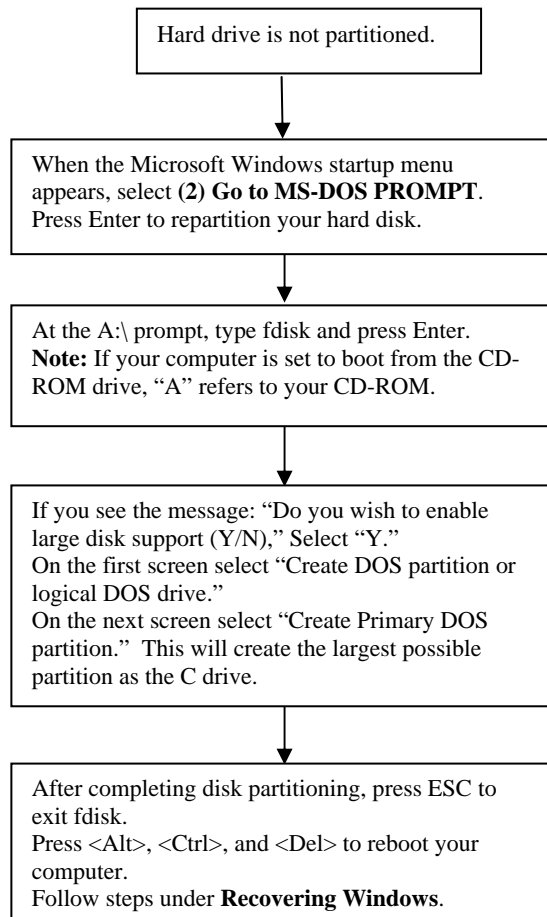 Hard drive is not partitioned.
When the Microsoft Windows startup menu
appears, select (2) Go to MS-DOS PROMPT.
Press Enter to repartition your hard disk.
At the A:\ prompt, type fdisk and press Enter.
Note: If your computer is set to boot from the CD-
ROM drive, “A” refers to your CD-ROM.
If you see the message: “Do you wish to enable
large disk support (Y/N),” Select “Y.”
On the first screen select “Create DOS partition or
logical DOS drive.”
On the next screen select “Create Primary DOS
partition.”  This will create the largest possible
partition as the C drive.
After completing disk partitioning, press ESC to
exit fdisk.
Press <Alt>, <Ctrl>, and <Del> to reboot your
computer.
Follow steps under Recovering Windows.